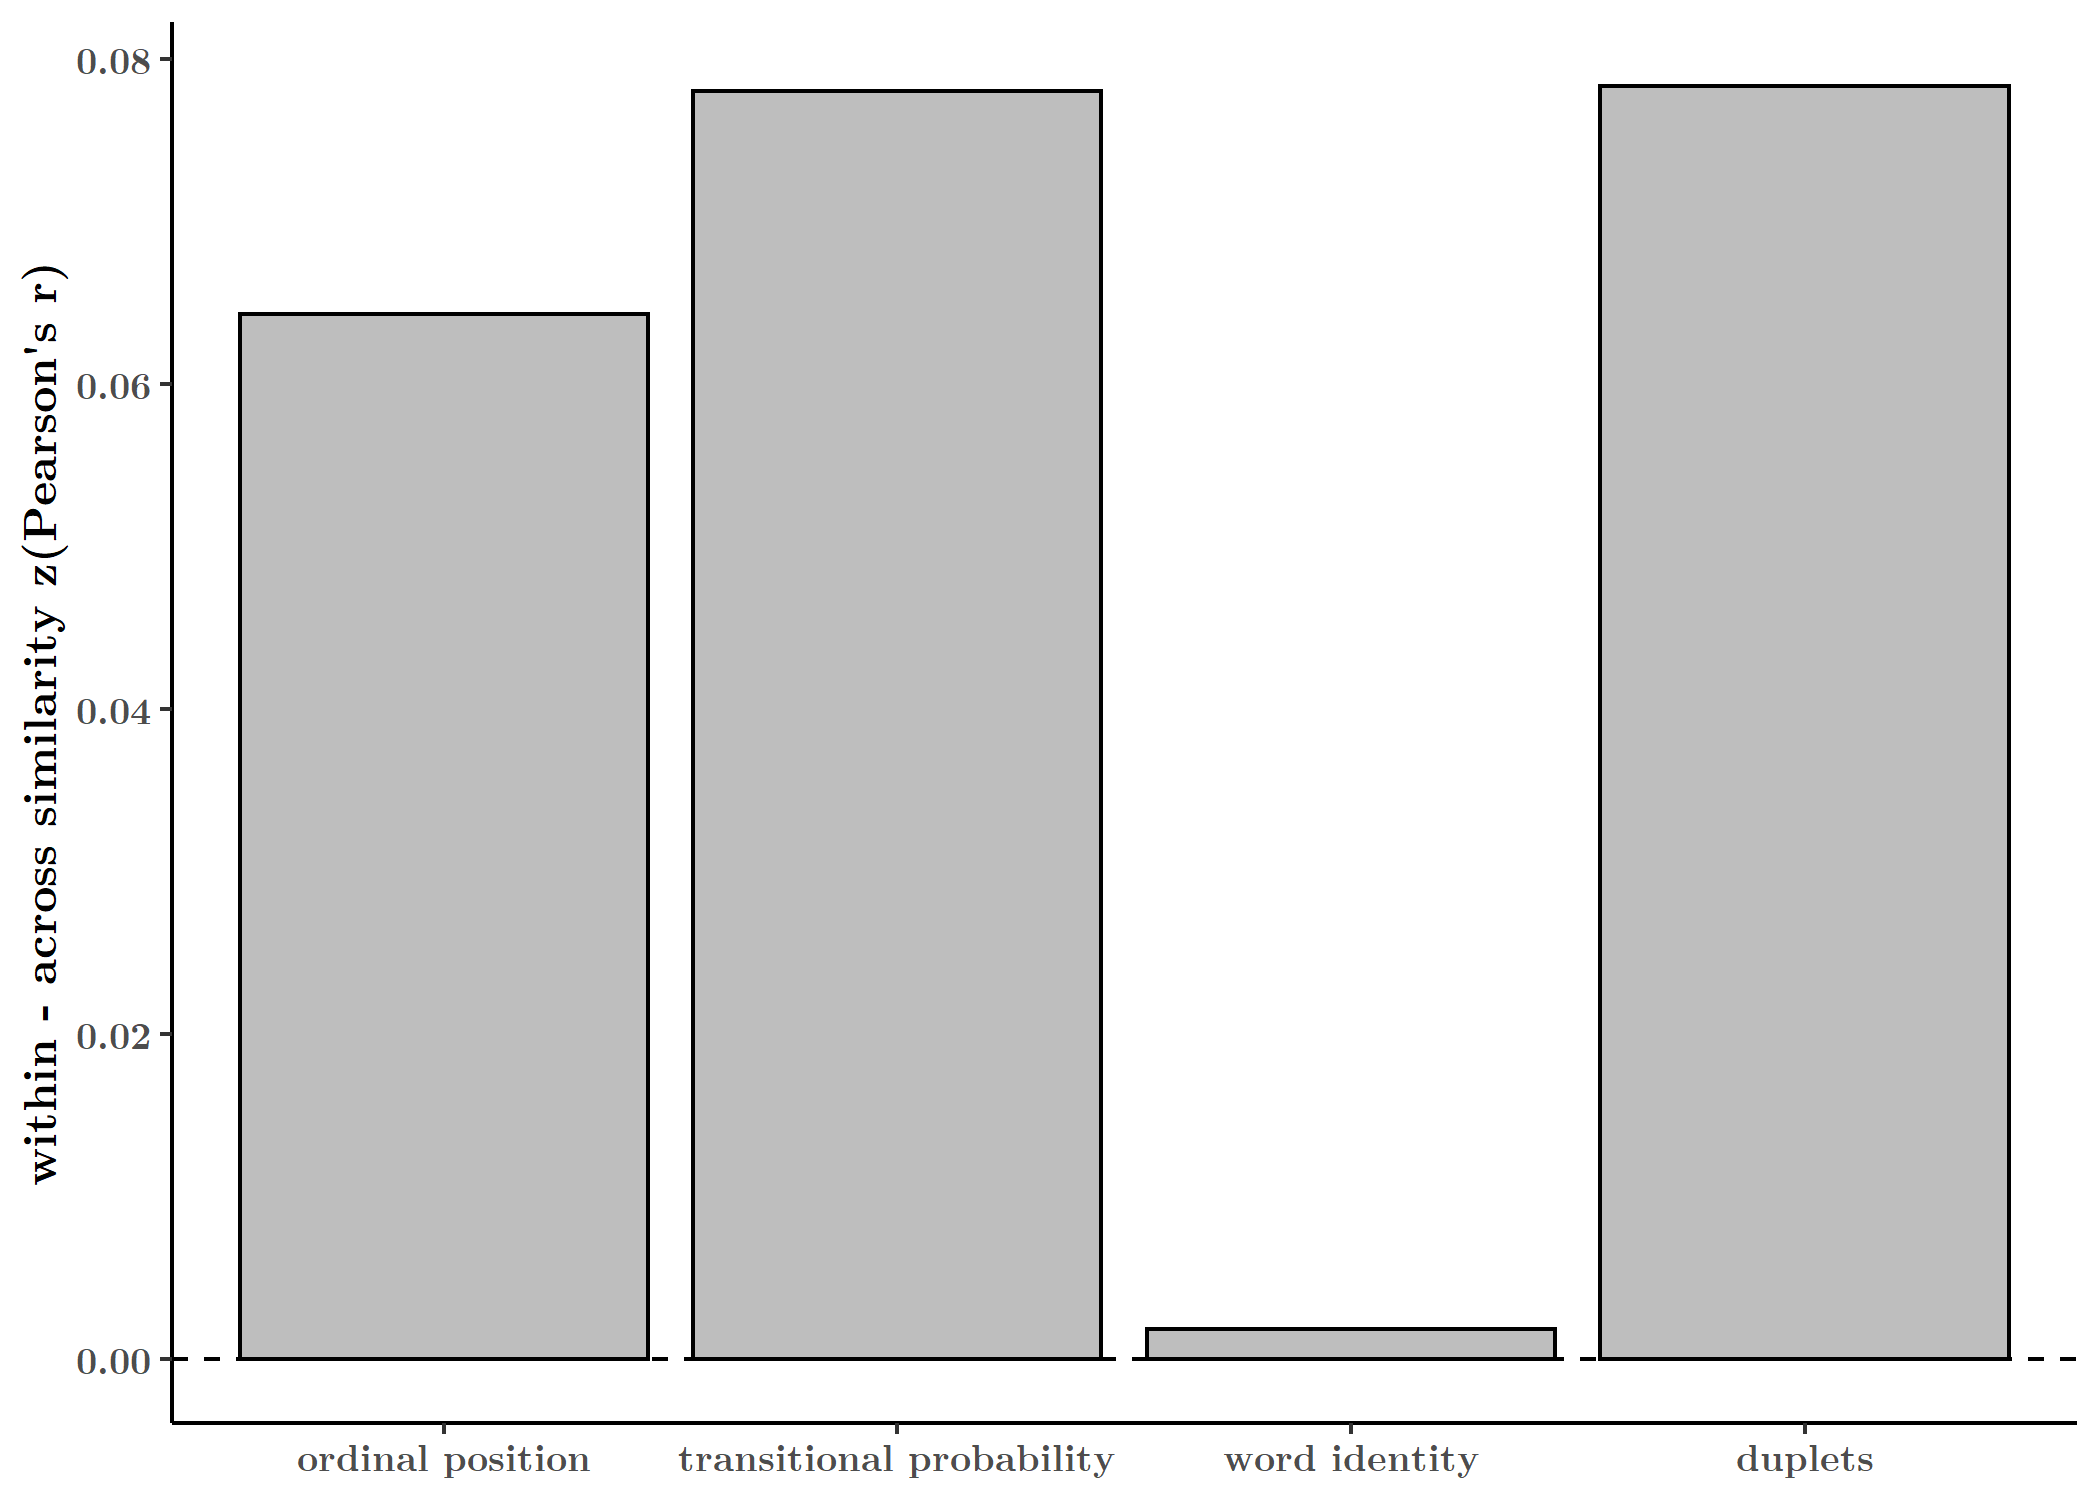 within - across similarity z(Pearson's r)
0.08
0.06
0.04
0.02
0.00
ordinal position
transitional probability
word identity
duplets